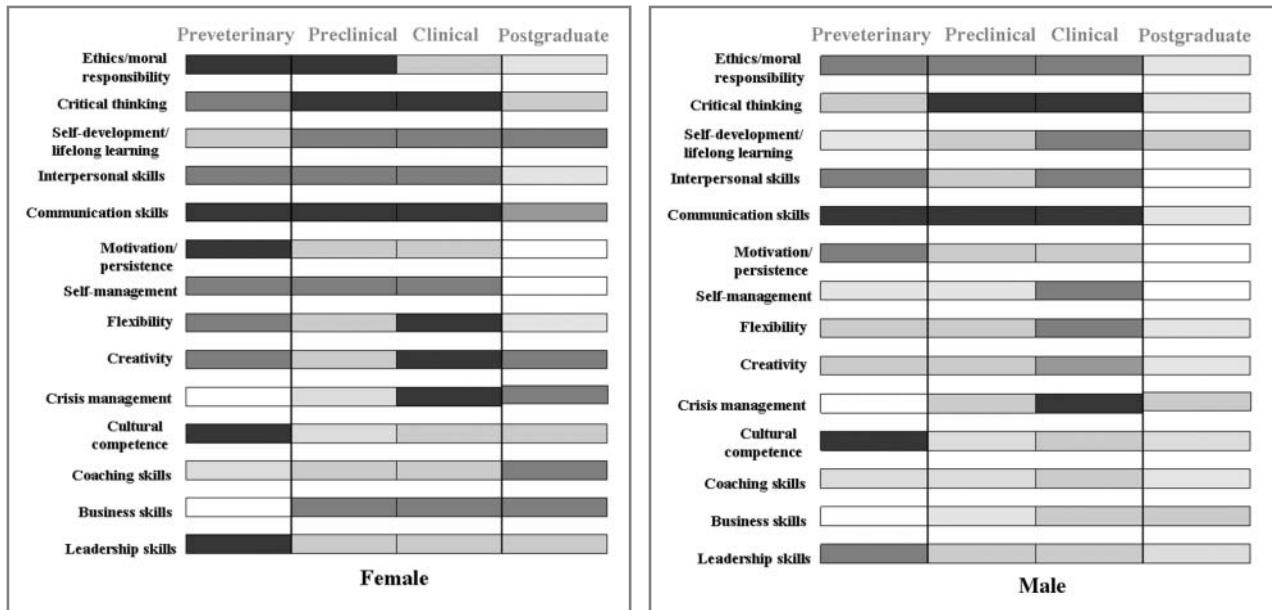 Preveterinary Preclinical Clinical Postgraduate
Ethics/moral
responsibility
Critical thinking
Self-development/
lifelong learning
Interpersonal skills
Communication skills
Motivation/
persistence
Self-management
Flexibility
Creativity
Crisis management
Cultural
competence
Coaching skills
Business skills
Leadership skills
Female
Preveterinary Preclinical Clinical Postgraduate
Ethics/moral
responsibility
Critical thinking
Self-development/
lifelong learning
Interpersonal skills
Communication skills
Motivation/
persistence
Self-management
Flexibility
Creativity
Crisis management
Cultural
competence
Coaching skills
Business skills
Leadership skills
Male